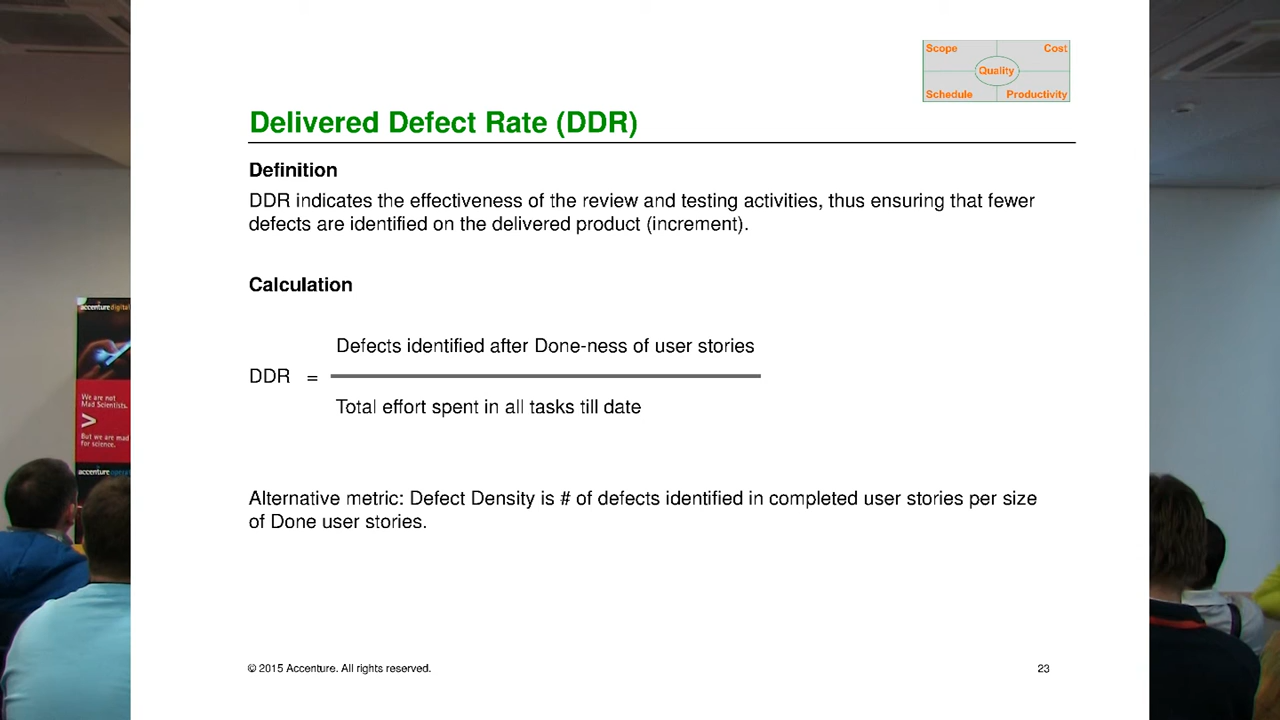 Scope Cost
Quality
Schedule Productivity
Delivered Defect Rate (DDR)
Definition
DDR indicates the effectiveness of the review and testing activities, thus ensuring that fewer
defects are identified on the delivered product (increment).
Calculation
Defects identified after Done-ness of user stories
DDR =
Total effort spent in all tasks till date
Alternative metric: Defect Density is # of defects identified in completed user stories per size
of Done user stories.
© 2015 Accenture. All rights reserved.
23
accenturedigital
We are not
Mad Scientists.
>
But we are mad
for science.